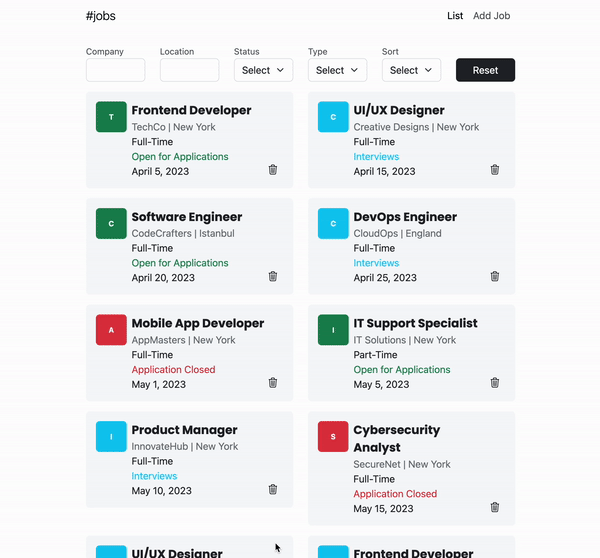 #jobs
List Add Job
Company Location Status Type Sort
Select Select Select Reset
T
Frontend Developer
TechCo | New York
Full-Time
Open for Applications
April 5, 2023
C
UI/UX Designer
Creative Designs | New York
Full-Time
Interviews
April 15, 2023
C
Software Engineer
CodeCrafters | Istanbul
Full-Time
Open for Applications
April 20, 2023
C
DevOps Engineer
CloudOps | England
Full-Time
Interviews
April 25, 2023
A
Mobile App Developer
AppMasters | New York
Full-Time
Application Closed
May 1, 2023
I
IT Support Specialist
IT Solutions | New York
Part-Time
Open for Applications
May 5, 2023
I
Product Manager
InnovateHub | New York
Full-Time
Interviews
May 10, 2023
S
Cybersecurity
Analyst
SecureNet | New York
Full-Time
Application Closed
May 15, 2023
UI/UX Designer
Frontend Developer